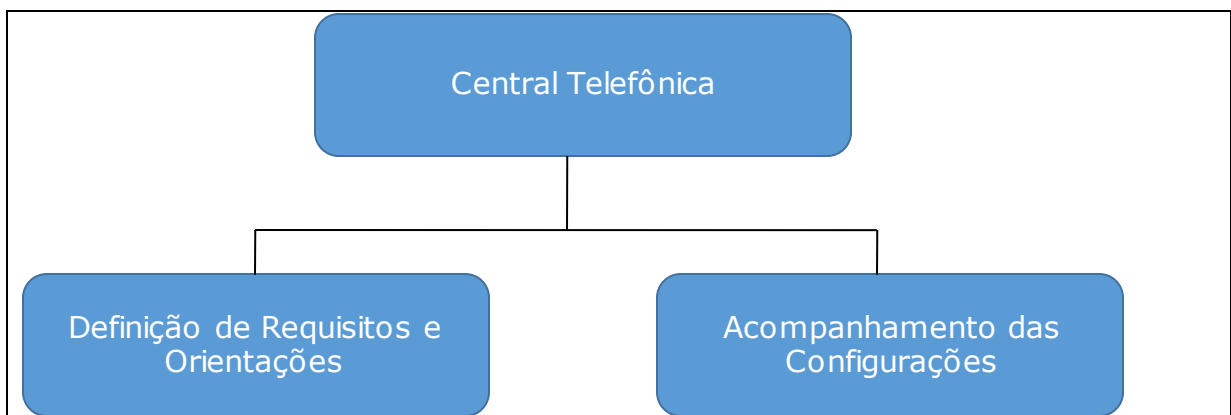 Central Telefônica
Definição de Requisitos e
Orientações
Acompanhamento das
Configurações